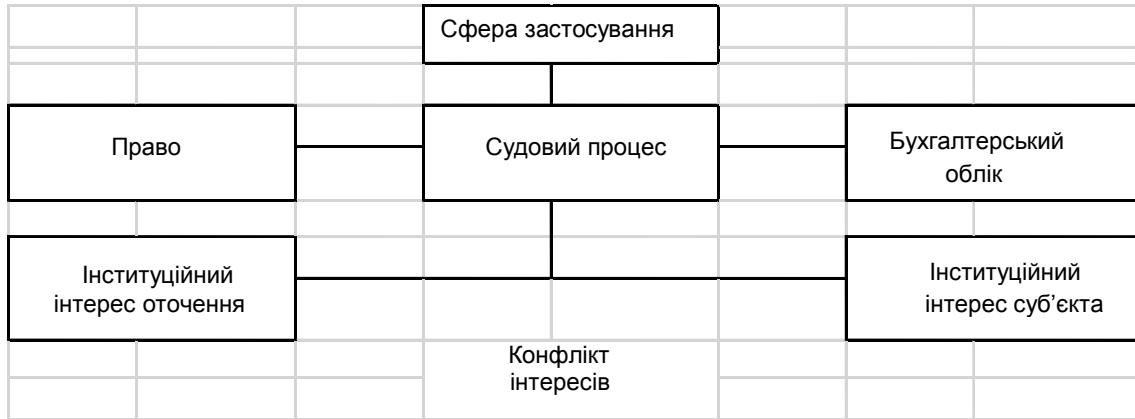 Сфера застосування
Право
Судовий процес
Бухгалтерський
облік
Інституційний
інтерес оточення
Інституційний
інтерес суб’єкта
Конфлікт
інтересів